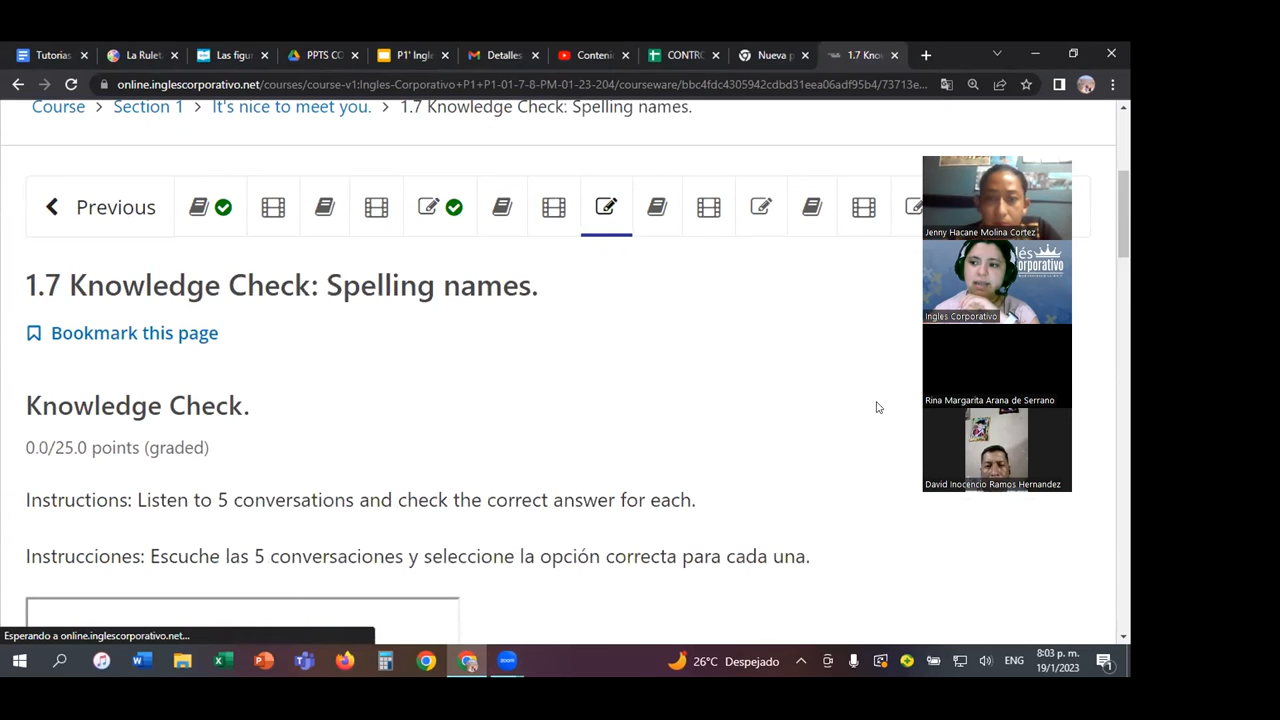 Tutorias
La Rulet
Las figu
PPTS CO
P1' Ingle
Detalles
Conteni
CONTRO
Nueva p
1.7 Kno
online.inglescorporativo.net/courses/course-v1:Ingles-Corporativo+P1+P1-01-7-8-PM-01-23-204/courseware/bbc4fdc4305942cdbd31eea06adf95b4/73713e...
Course > Section 1 > It's nice to meet you. > 1.7 Knowledge Check: Spelling names.
Previous
1.7 Knowledge Check: Spelling names.
Bookmark this page
Knowledge Check.
0.0/25.0 points (graded)
Instructions: Listen to 5 conversations and check the correct answer for each.
Instrucciones: Escuche las 5 conversaciones y seleccione la opción correcta para cada una.
Jenny Hacane Molina Cortez
lés
orporativo
Ingles Corporativo
Rina Margarita Arana de Serrano
David Inocencio Ramos Hernandez
Esperando a online.inglescorporativo.net...
26°C Despejado
ENG
8:03 p. m.
19/1/2023